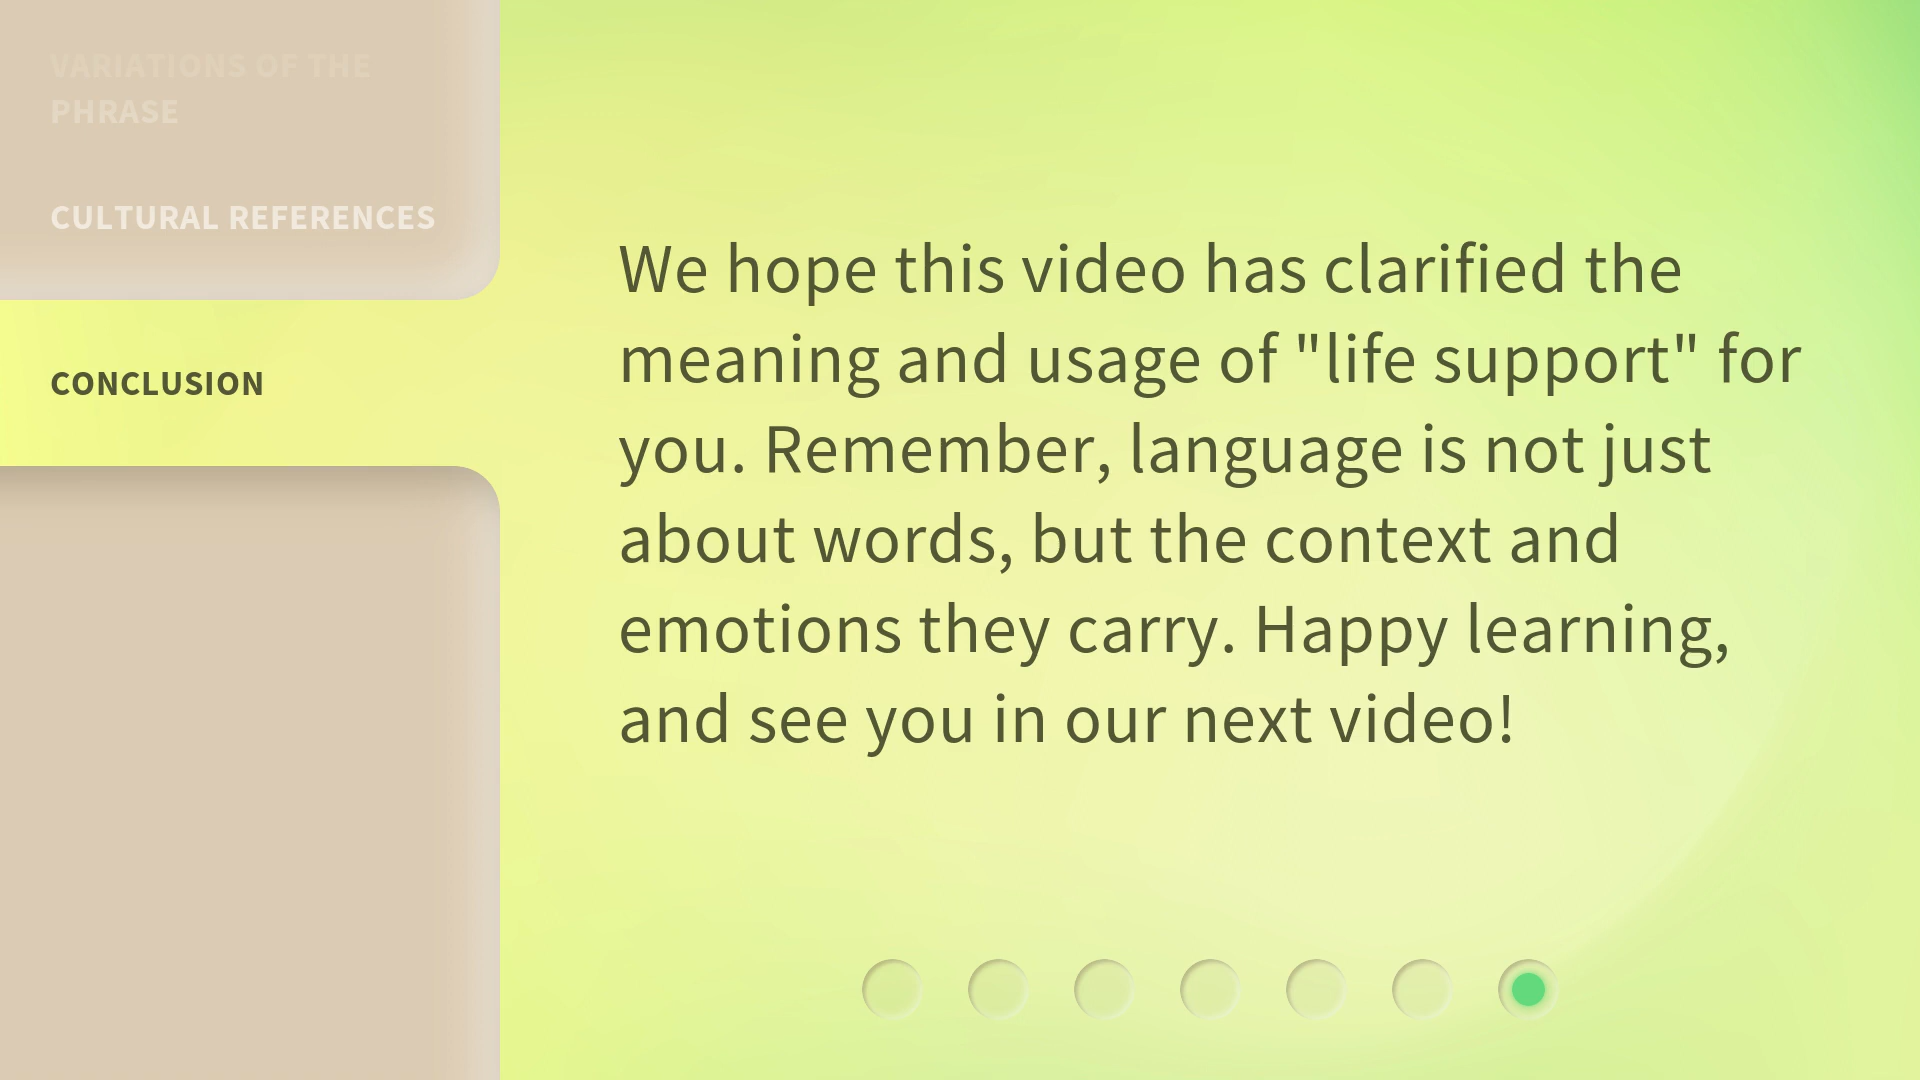 VARIATIONS OF THE
PHRASE
CULTURAL REFERENCES
CONCLUSION
We hope this video has clarified the
meaning and usage of "life support" for
you. Remember, language is not just
about words, but the context and
emotions they carry. Happy learning,
and see you in our next video!